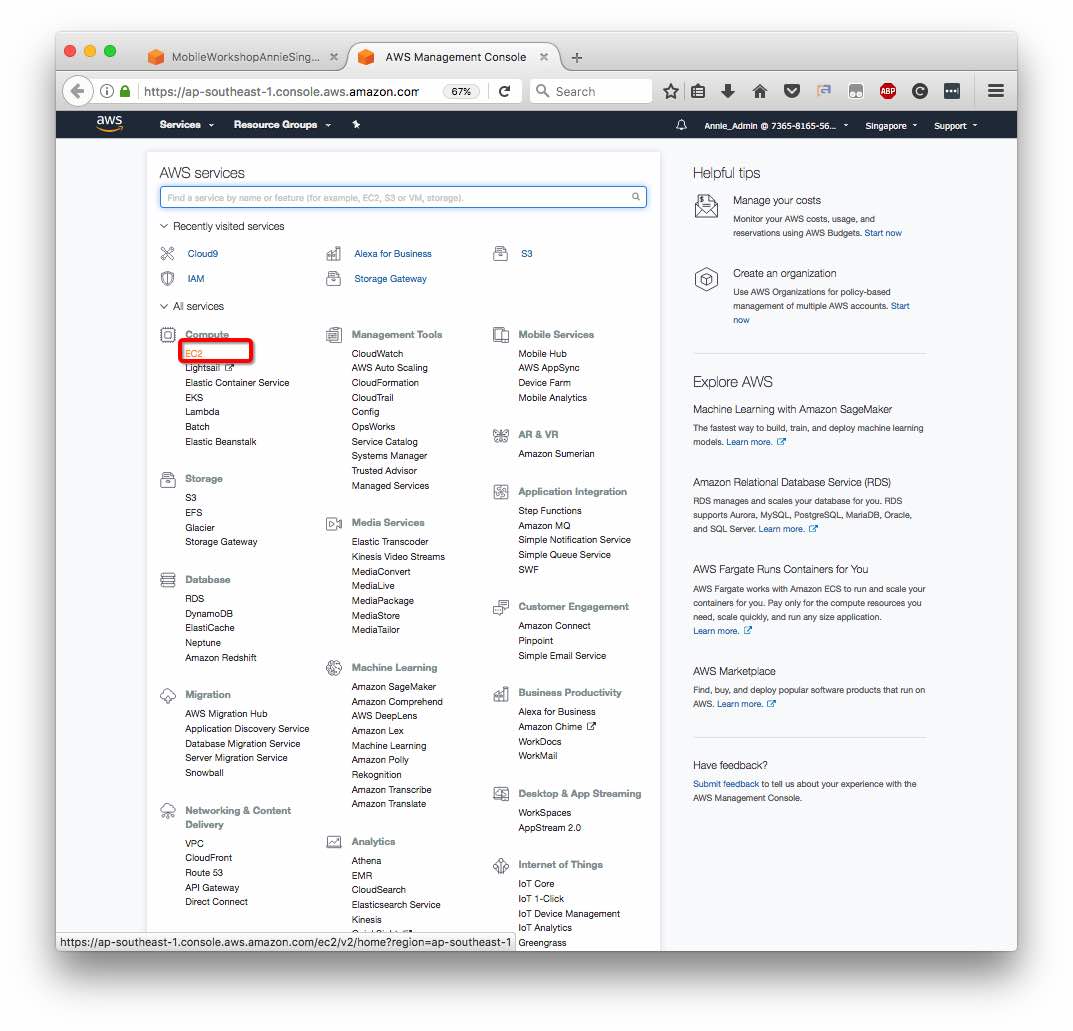 MobileWorkshopAnnieSing...
AWS Management Console
https://ap-southeast-1.console.aws.amazon.com
67%
Search
ABP
aws
Services
Resource Groups
Annie_Admin @ 7365-8165-56...
Singapore
Support
AWS services
Find a service by name or feature (for example, EC2, S3 or VM, storage).
Recently visited services
Cloud9
Alexa for Business
S3
IAM
Storage Gateway
All services
Compute
EC2
Lightsail
Elastic Container Service
EKS
Lambda
Batch
Elastic Beanstalk
Storage
S3
EFS
Glacier
Storage Gateway
Database
RDS
DynamoDB
ElastiCache
Neptune
Amazon Redshift
Migration
AWS Migration Hub
Application Discovery Service
Database Migration Service
Server Migration Service
Snowball
Networking & Content
Delivery
VPC
CloudFront
Route 53
API Gateway
Direct Connect
Management Tools
CloudWatch
AWS Auto Scaling
CloudFormation
CloudTrail
Config
OpsWorks
Service Catalog
Systems Manager
Trusted Advisor
Managed Services
Media Services
Elastic Transcoder
Kinesis Video Streams
MediaConvert
MediaLive
MediaPackage
MediaStore
MediaTailor
Machine Learning
Amazon SageMaker
Amazon Comprehend
AWS DeepLens
Amazon Lex
Machine Learning
Amazon Polly
Rekognition
Amazon Transcribe
Amazon Translate
Analytics
Athena
EMR
CloudSearch
Elasticsearch Service
Kinesis
Mobile Services
Mobile Hub
AWS AppSync
Device Farm
Mobile Analytics
AR & VR
Amazon Sumerian
Application Integration
Step Functions
Amazon MQ
Simple Notification Service
Simple Queue Service
SWF
Customer Engagement
Amazon Connect
Pinpoint
Simple Email Service
Business Productivity
Alexa for Business
Amazon Chime
WorkDocs
WorkMail
Desktop & App Streaming
WorkSpaces
AppStream 2.0
Internet of Things
IoT Core
IoT 1-Click
IoT Device Management
IoT Analytics
Greengrass
Helpful tips
Manage your costs
Monitor your AWS costs, usage, and
reservations using AWS Budgets. Start now
Create an organization
Use AWS Organizations for policy-based
management of multiple AWS accounts. Start
now
Explore AWS
Machine Learning with Amazon SageMaker
The fastest way to build, train, and deploy machine learning
models. Learn more.
Amazon Relational Database Service (RDS)
RDS manages and scales your database for you. RDS
supports Aurora, MySQL, PostgreSQL, MariaDB, Oracle,
and SQL Server. Learn more.
AWS Fargate Runs Containers for You
AWS Fargate works with Amazon ECS to run and scale your
containers for you. Pay only for the compute resources you
need, scale quickly, and run any size application.
Learn more.
AWS Marketplace
Find, buy, and deploy popular software products that run on
AWS. Learn more.
Have feedback?
Submit feedback to tell us about your experience with the
AWS Management Console.
https://ap-southeast-1.console.aws.amazon.com/ec2/v2/home?region=ap-southeast-1